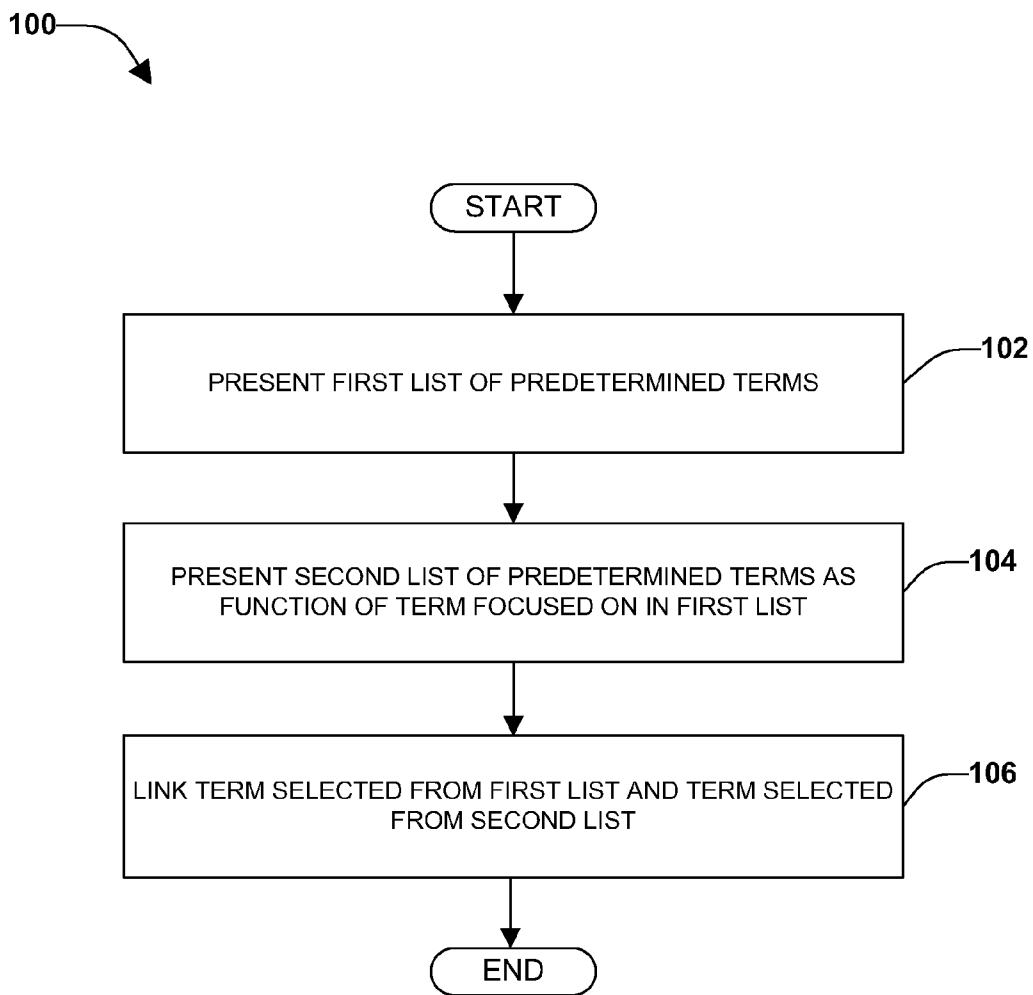 100
START
PRESENT FIRST LIST OF PREDETERMINED TERMS
102
PRESENT SECOND LIST OF PREDETERMINED TERMS AS
FUNCTION OF TERM FOCUSED ON IN FIRST LIST
104
LINK TERM SELECTED FROM FIRST LIST AND TERM SELECTED
FROM SECOND LIST
106
END